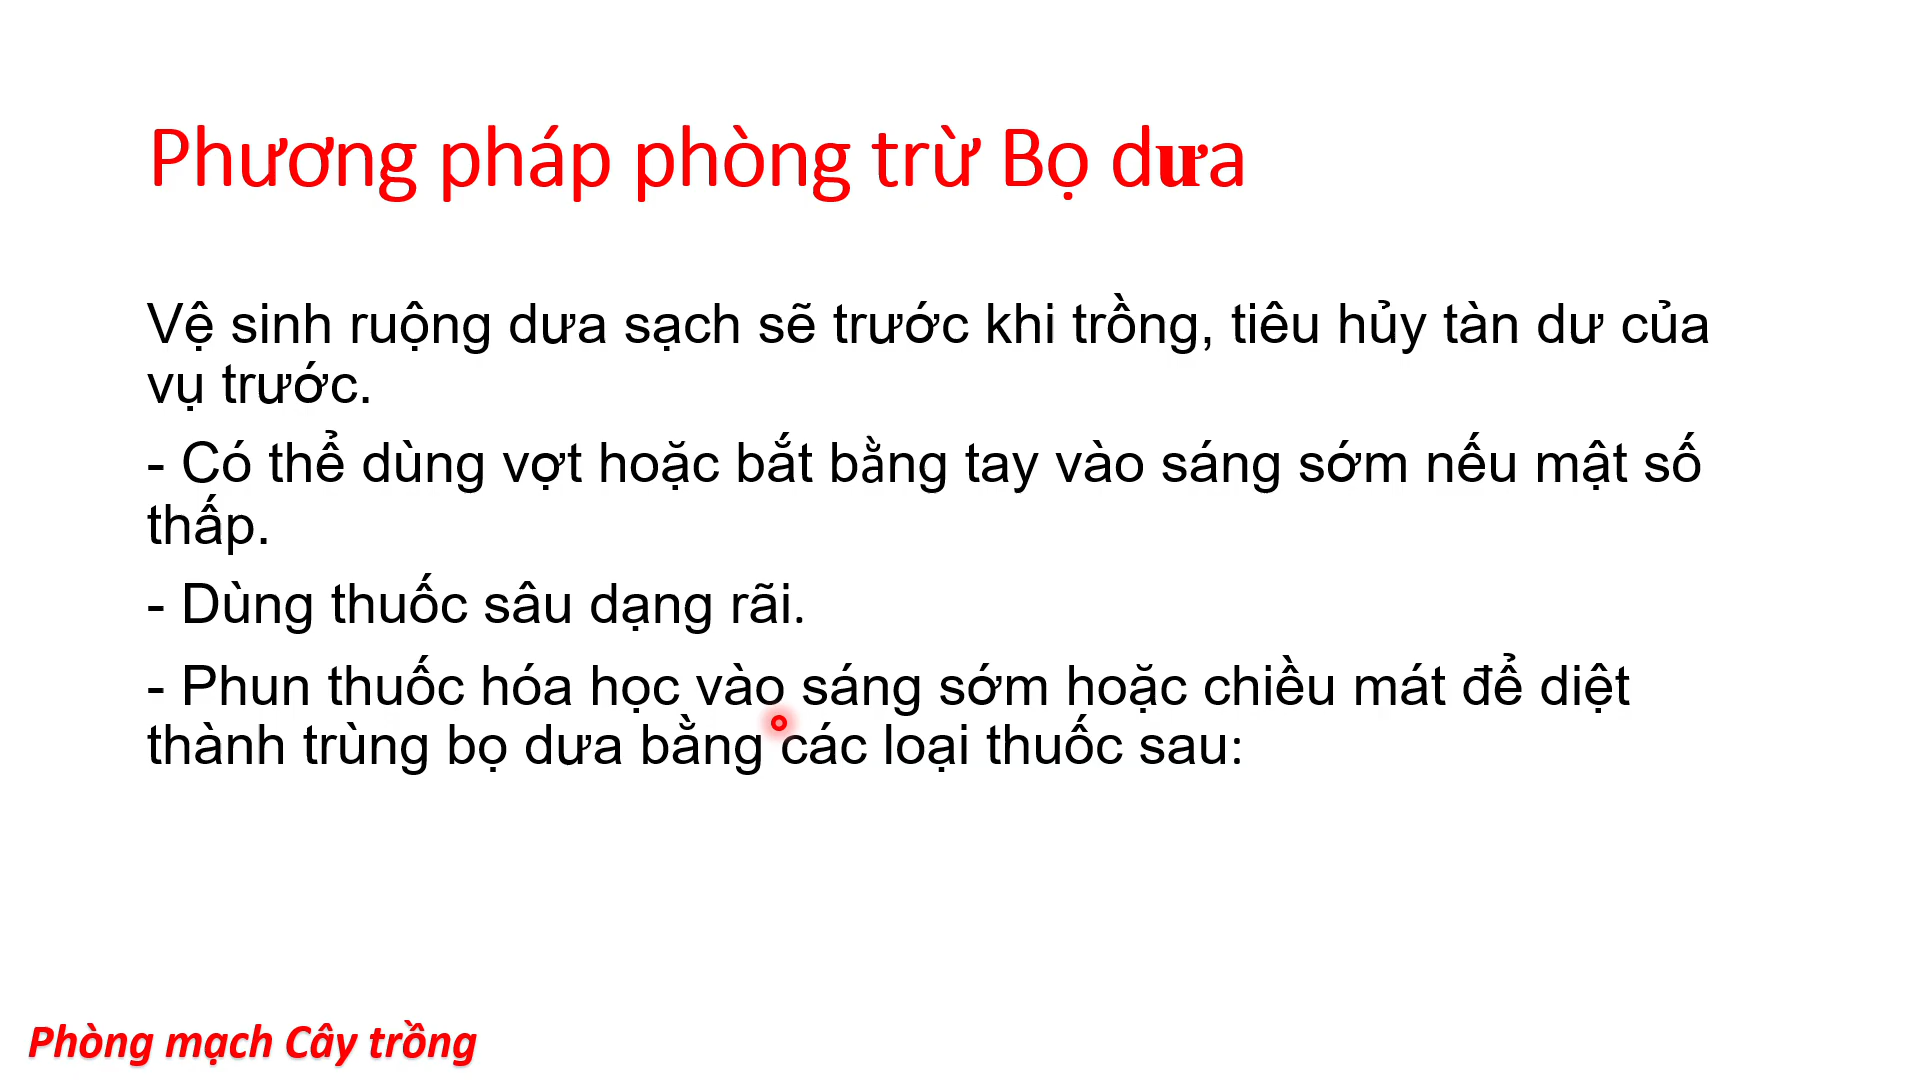 Phương pháp phòng trừ Bọ dưa
Vệ sinh ruộng dưa sạch sẽ trước khi trồng, tiêu hủy tàn dư của
vụ trước.
- Có thể dùng vợt hoặc bắt bằng tay vào sáng sớm nếu mật số
thấp.
- Dùng thuốc sâu dạng rãi.
- Phun thuốc hóa học vào sáng sớm hoặc chiều mát để diệt
thành trùng bọ dưa bằng các loại thuốc sau:
Phòng mạch Cây trồng